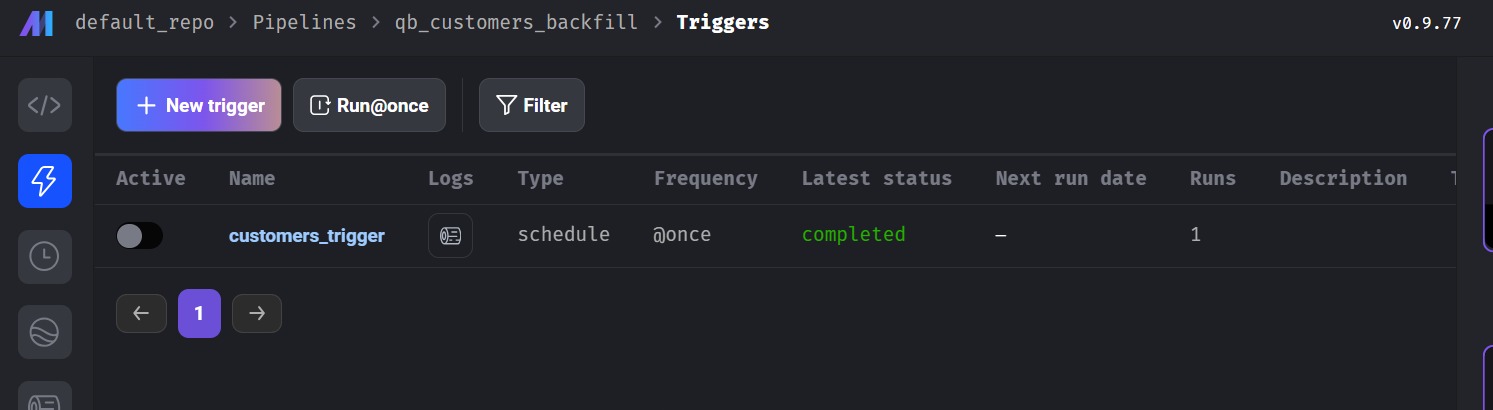 default_repo > Pipelines > qb_customers_backfill > Triggers v0.9.77
+ New trigger Run@once Filter
Active Name Logs Type Frequency Latest status Next run date Runs Description
customers_trigger schedule @once completed — 1
← 1 →